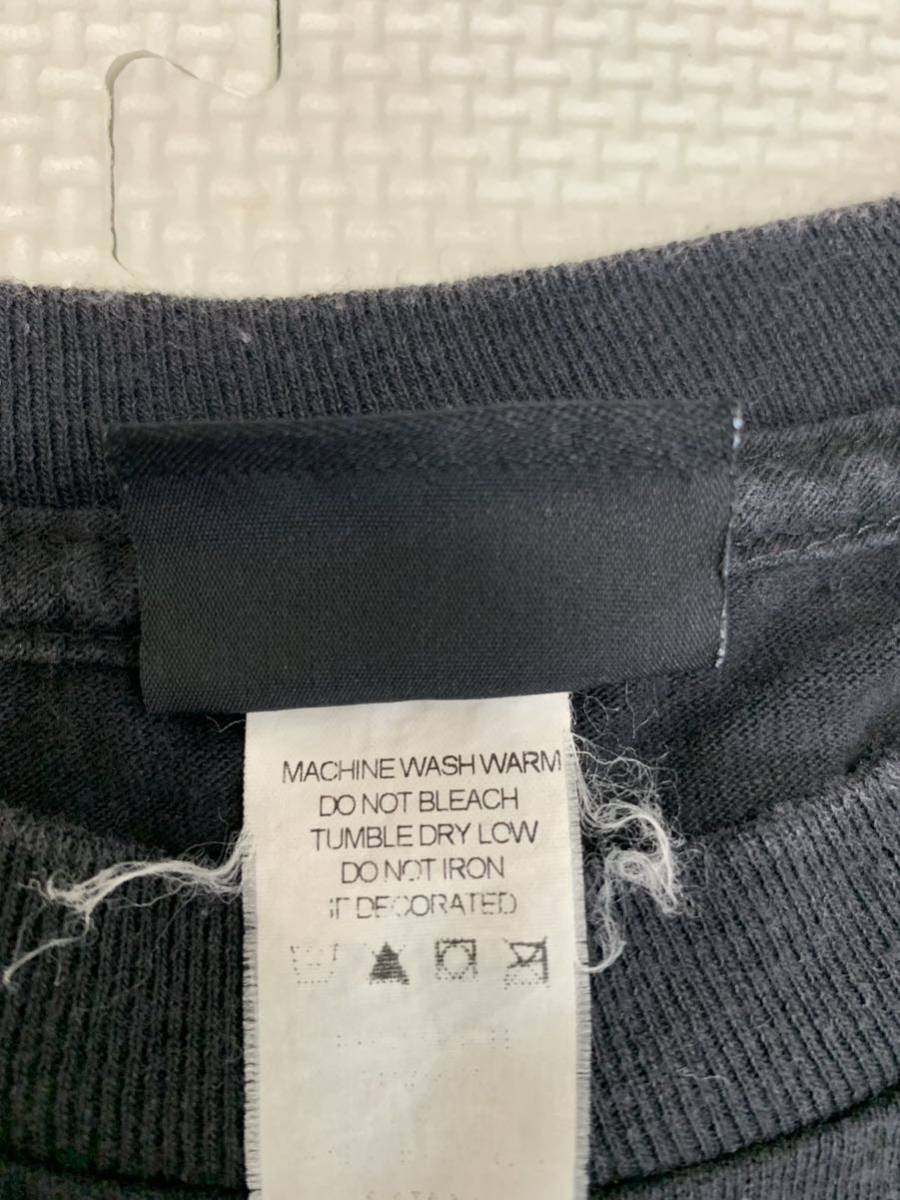 MACHINE WASH WARM
DO NOT BLEACH
TUMBLE DRY LOW
DO NOT IRON
IF DECORATED